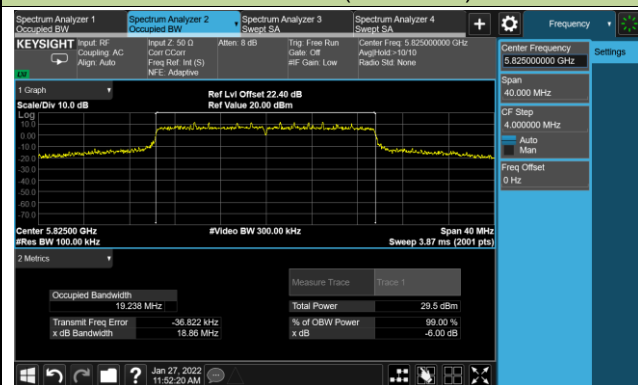 Spectrum Analyzer 1
Occupied BW
Spectrum Analyzer 2
Occupied BW
Spectrum Analyzer 3
Swept SA
Spectrum Analyzer 4
Swept SA
Frequency
KEYSIGHT
Input: RF
Coupling: AC
Align: Auto
Input Z: 50 Ω
Corr CCorr
Freq Ref: Int (S)
NFE: Adaptive
Atten: 8 dB
Trig: Free Run
Gate: Off
#IF Gain: Low
Center Freq: 5.825000000 GHz
Avg|Hold:>10/10
Radio Std: None
Center Frequency
5.825000000 GHz
Settings
Span
40.000 MHz
CF Step
4.000000 MHz
Auto
Man
Freq Offset
0 Hz
1 Graph
Scale/Div 10.0 dB
Ref Lvl Offset 22.40 dB
Ref Value 20.00 dBm
Log
10.0
0.00
-10.0
-20.0
-30.0
-40.0
-50.0
-60.0
-70.0
Center 5.82500 GHz
#Res BW 100.00 kHz
#Video BW 300.00 kHz
Span 40 MHz
Sweep 3.87 ms (2001 pts)
2 Metrics
Measure Trace
Trace 1
Occupied Bandwidth
19.238 MHz
Total Power
29.5 dBm
Transmit Freq Error
-36.822 kHz
% of OBW Power
99.00 %
x dB Bandwidth
18.86 MHz
x dB
-6.00 dB
Jan 27, 2022
11:52:20 AM